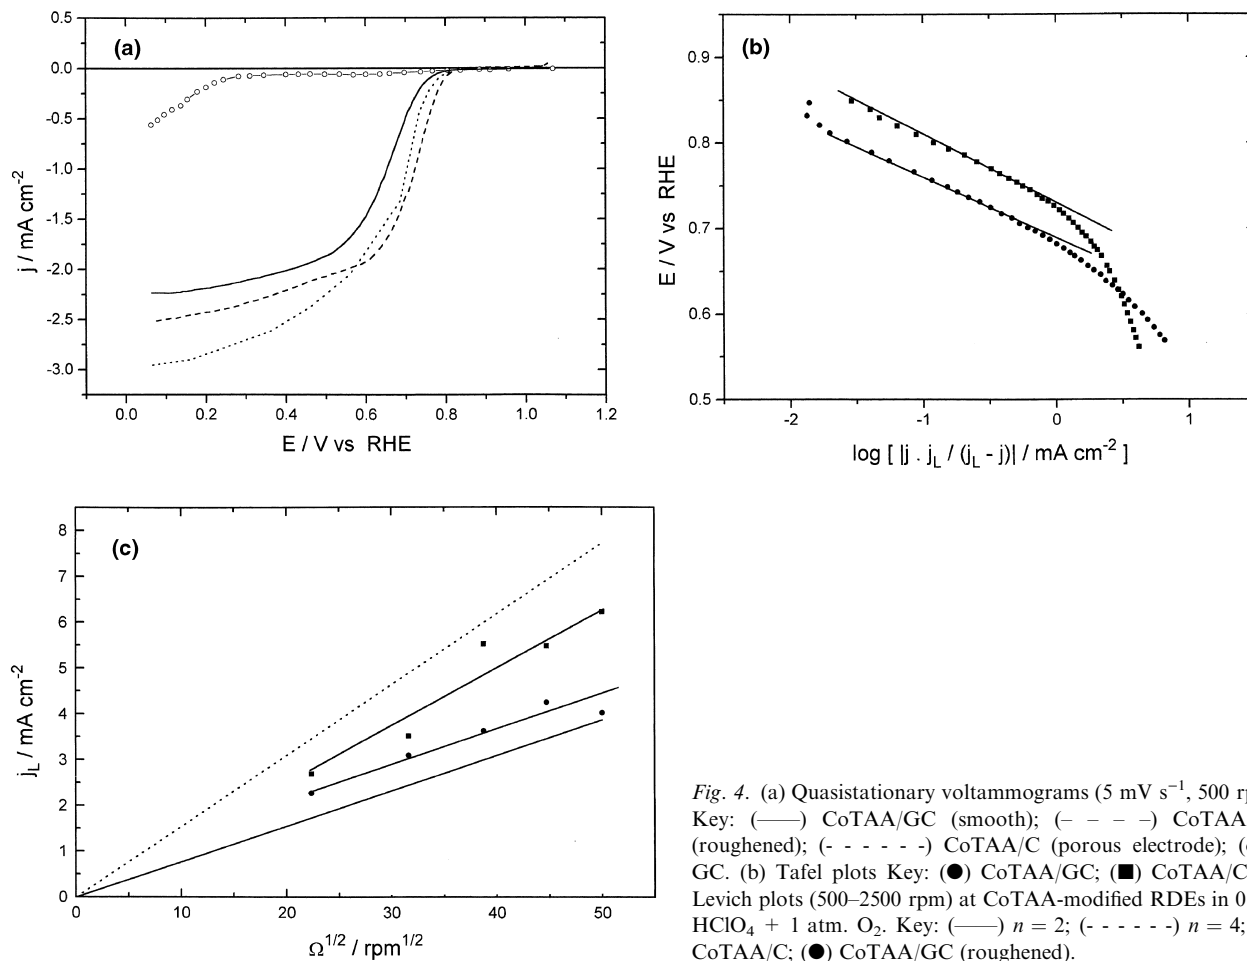 (a)
0.5
0.0
-0.5
-1.0
-1.5
-2.0
-2.5
-3.0
j / mA cm-2
0.0 0.2 0.4 0.6 0.8 1.0 1.2
E / V vs RHE
(b)
0.9
0.8
0.7
0.6
0.5
E / V vs RHE
-2 -1 0 1
log [ |j . jL / (jL - j)| / mA cm-2 ]
(c)
8
7
6
5
4
3
2
1
0
jL / mA cm-2
0 10 20 30 40 50
Ω1/2 / rpm1/2
Fig. 4. (a) Quasistationary voltammograms (5 mV s−1, 500 rp
Key: (——) CoTAA/GC (smooth); (– – – –) CoTAA
(roughened); (- - - - - -) CoTAA/C (porous electrode); (
GC. (b) Tafel plots Key: (●) CoTAA/GC; (■) CoTAA/C
Levich plots (500–2500 rpm) at CoTAA-modified RDEs in 0
HClO4 + 1 atm. O2. Key: (——) n = 2; (- - - - - -) n = 4;
CoTAA/C; (●) CoTAA/GC (roughened).